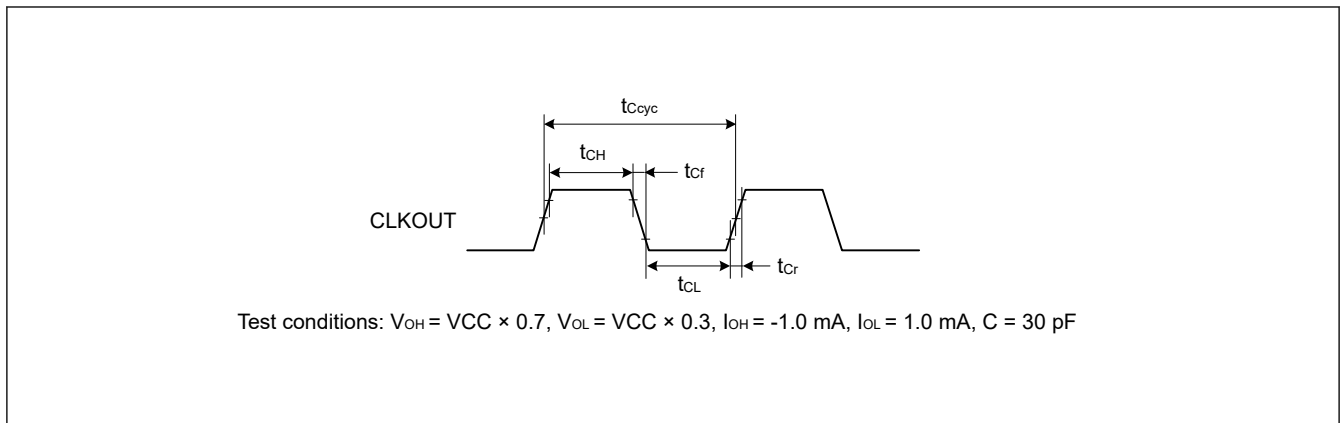 tCcyc
tCH
tCf
CLKOUT
tCr
tCL
Test conditions: VOH = VCC × 0.7, VOL = VCC × 0.3, IOH = -1.0 mA, IOL = 1.0 mA, C = 30 pF